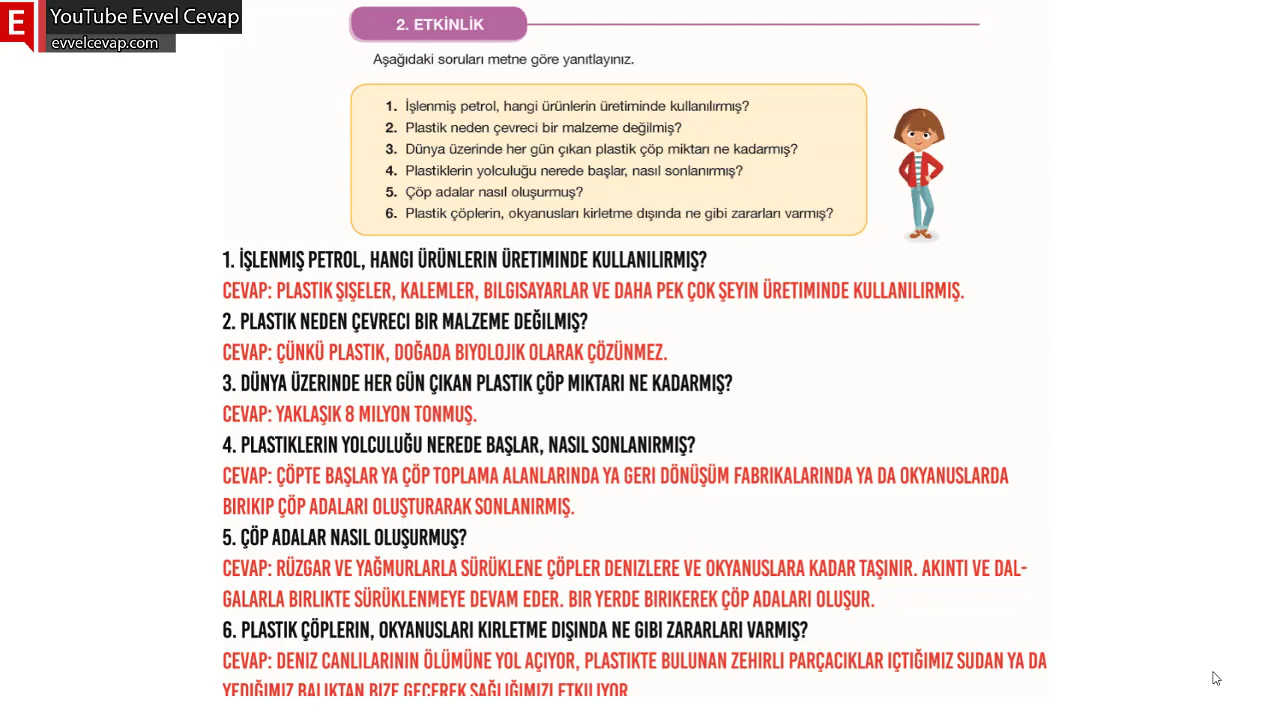 E
YouTube Evvel Cevap
evvelcevap.com
2. ETKİNLİK
Aşağıdaki soruları metne göre yanıtlayınız.
1. İşlenmiş petrol, hangi ürünlerin üretiminde kullanılırmış?
2. Plastik neden çevreci bir malzeme değilmiş?
3. Dünya üzerinde her gün çıkan plastik çöp miktarı ne kadarmış?
4. Plastiklerin yolculuğu nerede başlar, nasıl sonlanırmış?
5. Çöp adalar nasıl oluşurmuş?
6. Plastik çöplerin, okyanusları kirletme dışında ne gibi zararları varmış?
1. İŞLENMIŞ PETROL, HANGI ÜRÜNLERIN ÜRETIMINDE KULLANILIRMIŞ?
CEVAP: PLASTIK ŞIŞELER, KALEMLER, BILGISAYARLAR VE DAHA PEK ÇOK ŞEYIN ÜRETIMINDE KULLANILIRMIŞ.
2. PLASTIK NEDEN ÇEVRECI BIR MALZEME DEĞILMIŞ?
CEVAP: ÇÜNKÜ PLASTIK, DOĞADA BIYOLOJIK OLARAK ÇÖZÜNMEZ.
3. DÜNYA ÜZERINDE HER GÜN ÇIKAN PLASTIK ÇÖP MIKTARI NE KADARMIŞ?
CEVAP: YAKLAŞIK 8 MILYON TONMUŞ.
4. PLASTIKLERIN YOLCULUĞU NEREDE BAŞLAR, NASIL SONLANIRMIŞ?
CEVAP: ÇÖPTE BAŞLAR YA ÇÖP TOPLAMA ALANLARINDA YA GERI DÖNÜŞÜM FABRIKALARINDA YA DA OKYANUSLARDA
BIRIKIP ÇÖP ADALARI OLUŞTURARAK SONLANIRMIŞ.
5. ÇÖP ADALAR NASIL OLUŞURMUŞ?
CEVAP: RÜZGAR VE YAĞMURLARLA SÜRÜKLENE ÇÖPLER DENIZLERE VE OKYANUSLARA KADAR TAŞINIR. AKINTI VE DAL-
GALARLA BIRLIKTE SÜRÜKLENMEYE DEVAM EDER. BIR YERDE BIRIKEREK ÇÖP ADALARI OLUŞUR.
6. PLASTIK ÇÖPLERIN, OKYANUSLARI KIRLETME DIŞINDA NE GIBI ZARARLARI VARMIŞ?
CEVAP: DENIZ CANLILARININ ÖLÜMÜNE YOL AÇIYOR, PLASTIKTE BULUNAN ZEHIRLI PARÇACIKLAR IÇTIĞIMIZ SUDAN YA DA
YEDIĞIMIZ BALIKTAN BIZE GEÇEREK SAĞLIĞIMIZI ETKILIYOR